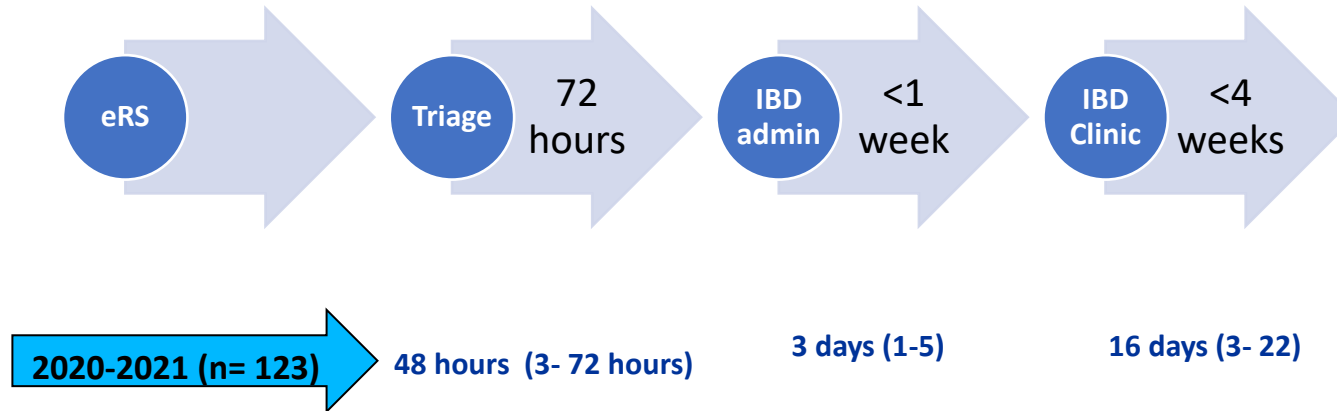 eRS
Triage
72
hours
IBD
admin
<1
week
IBD
Clinic
<4
weeks
2020-2021 (n= 123)
48 hours  (3- 72 hours)
3 days (1-5)
16 days (3- 22)